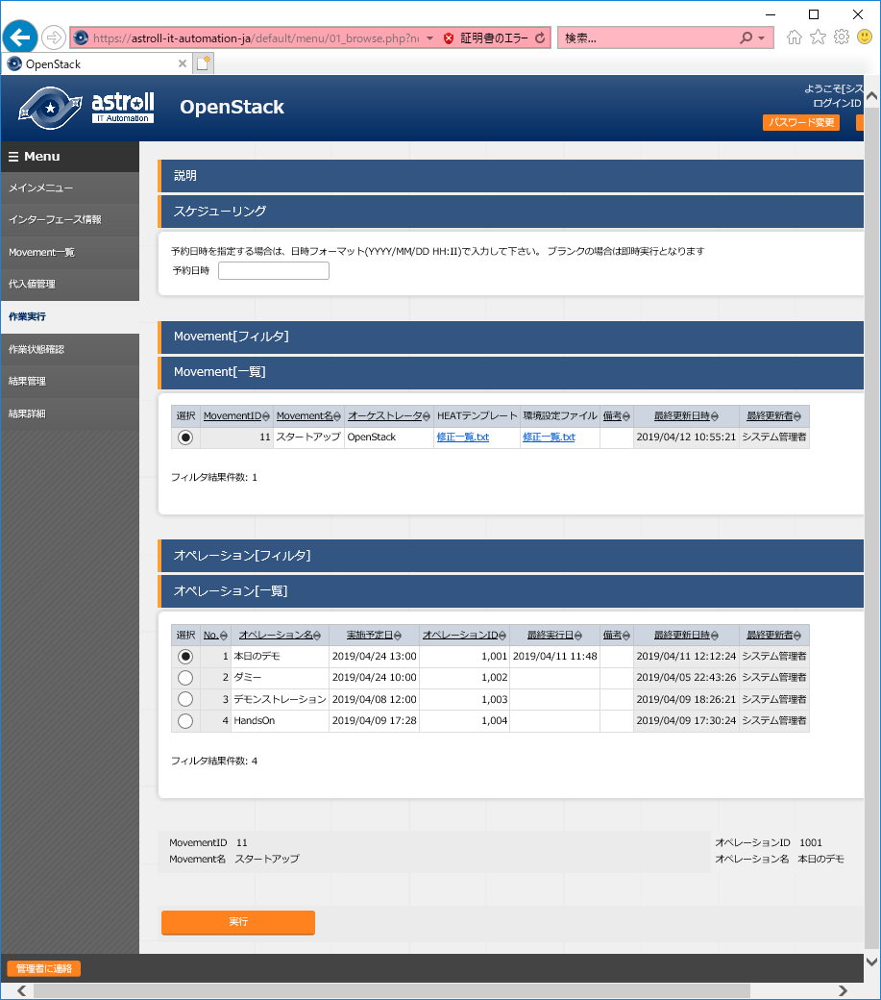 https://astroll-it-automation-ja/default/menu/01_browse.php?no 証明書のエラー 検索...
OpenStack
astroll
IT Automation
OpenStack
ようこそ[シス
ログインID
パスワード変更
Menu
メインメニュー
インターフェース情報
Movement一覧
代入値管理
作業実行
作業状態確認
結果管理
結果詳細
説明
スケジューリング
予約日時を指定する場合は、日時フォーマット(YYYY/MM/DD HH:II)で入力して下さい。 ブランクの場合は即時実行となります
予約日時
Movement[フィルタ]
Movement[一覧]
選択 MovementID Movement名 オーケストレータ HEATテンプレート 環境設定ファイル 備考 最終更新日時 最終更新者
11 スタートアップ OpenStack 修正一覧.txt 修正一覧.txt 2019/04/12 10:55:21 システム管理者
フィルタ結果件数: 1
オペレーション[フィルタ]
オペレーション[一覧]
選択 No. オペレーション名 実施予定日 オペレーションID 最終実行日 備考 最終更新日時 最終更新者
1 本日のデモ 2019/04/24 13:00 1,001 2019/04/11 11:48 2019/04/11 12:12:24 システム管理者
2 ダミー 2019/04/24 10:00 1,002 2019/04/05 22:43:26 システム管理者
3 デモンストレーション 2019/04/08 12:00 1,003 2019/04/09 18:26:21 システム管理者
4 HandsOn 2019/04/09 17:28 1,004 2019/04/09 17:30:24 システム管理者
フィルタ結果件数: 4
MovementID 11 オペレーションID 1001
Movement名 スタートアップ オペレーション名 本日のデモ
実行
管理者に連絡